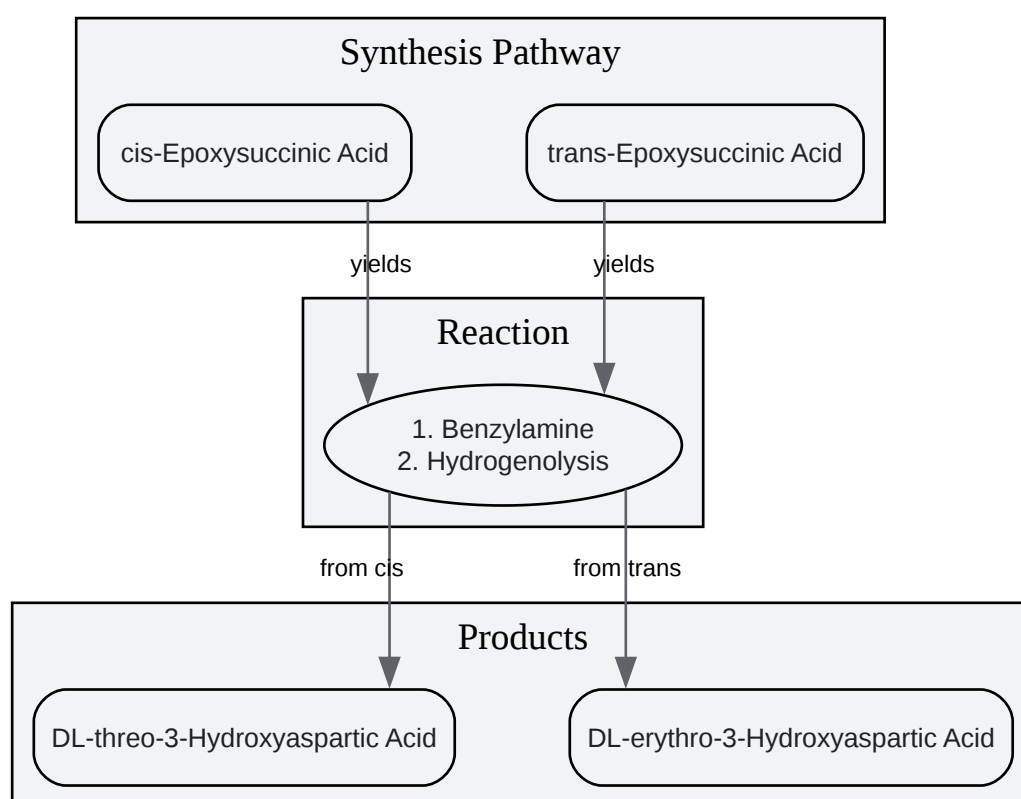 Synthesis Pathway
cis-Epoxysuccinic Acid
trans-Epoxysuccinic Acid
yields
yields
Reaction
1. Benzylamine
2. Hydrogenolysis
from cis
from trans
Products
DL-threo-3-Hydroxyaspartic Acid
DL-erythro-3-Hydroxyaspartic Acid